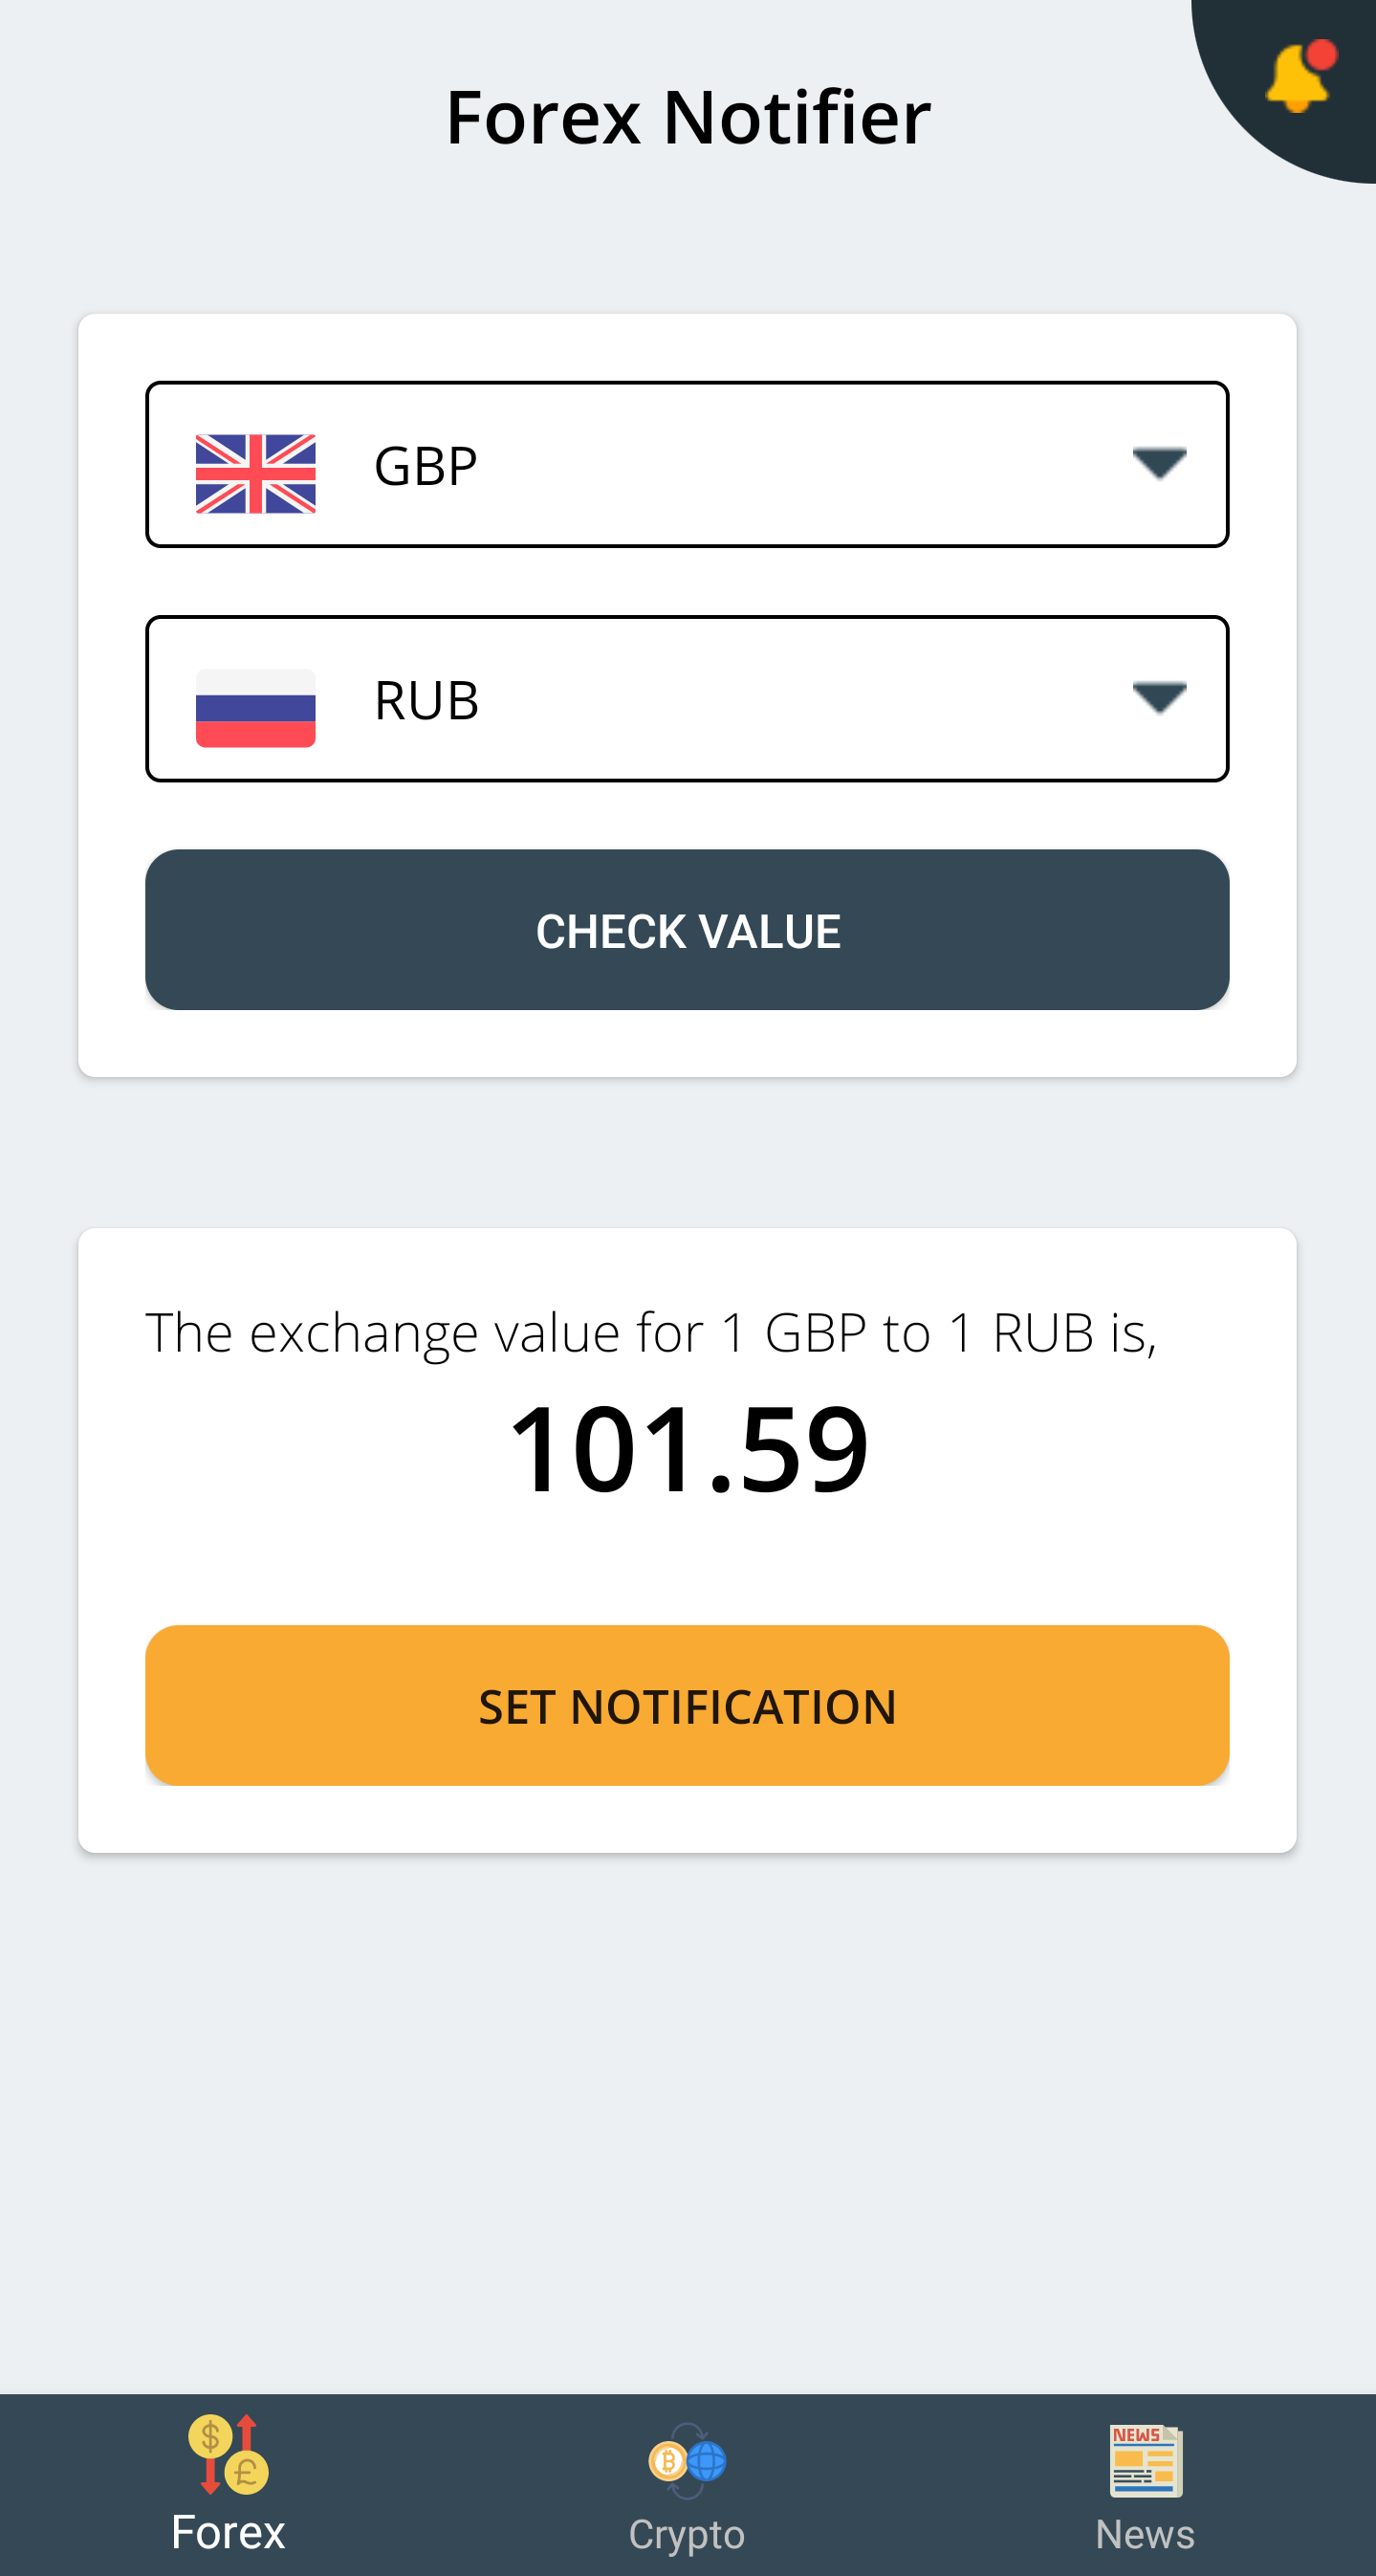 Forex Notifier
GBP
RUB
CHECK VALUE
The exchange value for 1 GBP to 1 RUB is,
101.59
SET NOTIFICATION
NEWS
Forex
Crypto
News